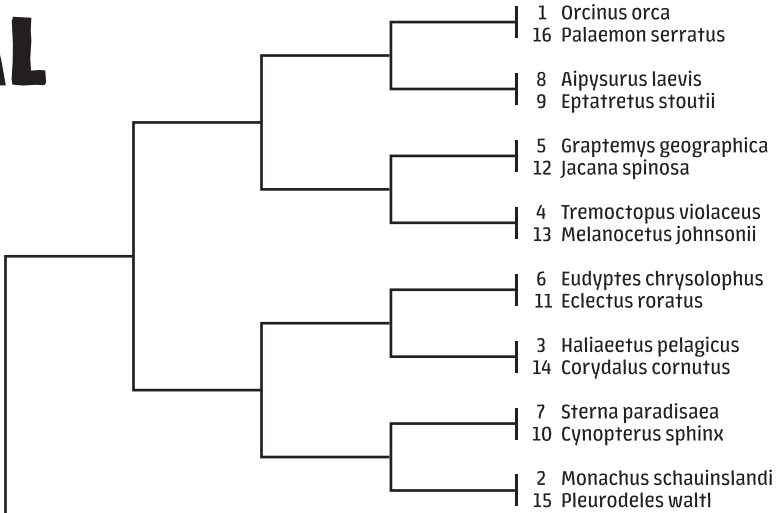 AL
1 Orcinus orca
16 Palaemon serratus
8 Aipysurus laevis
9 Eptatretus stoutii
5 Graptemys geographica
12 Jacana spinosa
4 Tremoctopus violaceus
13 Melanocetus johnsonii
6 Eudyptes chrysolophus
11 Eclectus roratus
3 Haliaeetus pelagicus
14 Corydalus cornutus
7 Sterna paradisaea
10 Cynopterus sphinx
2 Monachus schauinslandi
15 Pleurodeles waltl